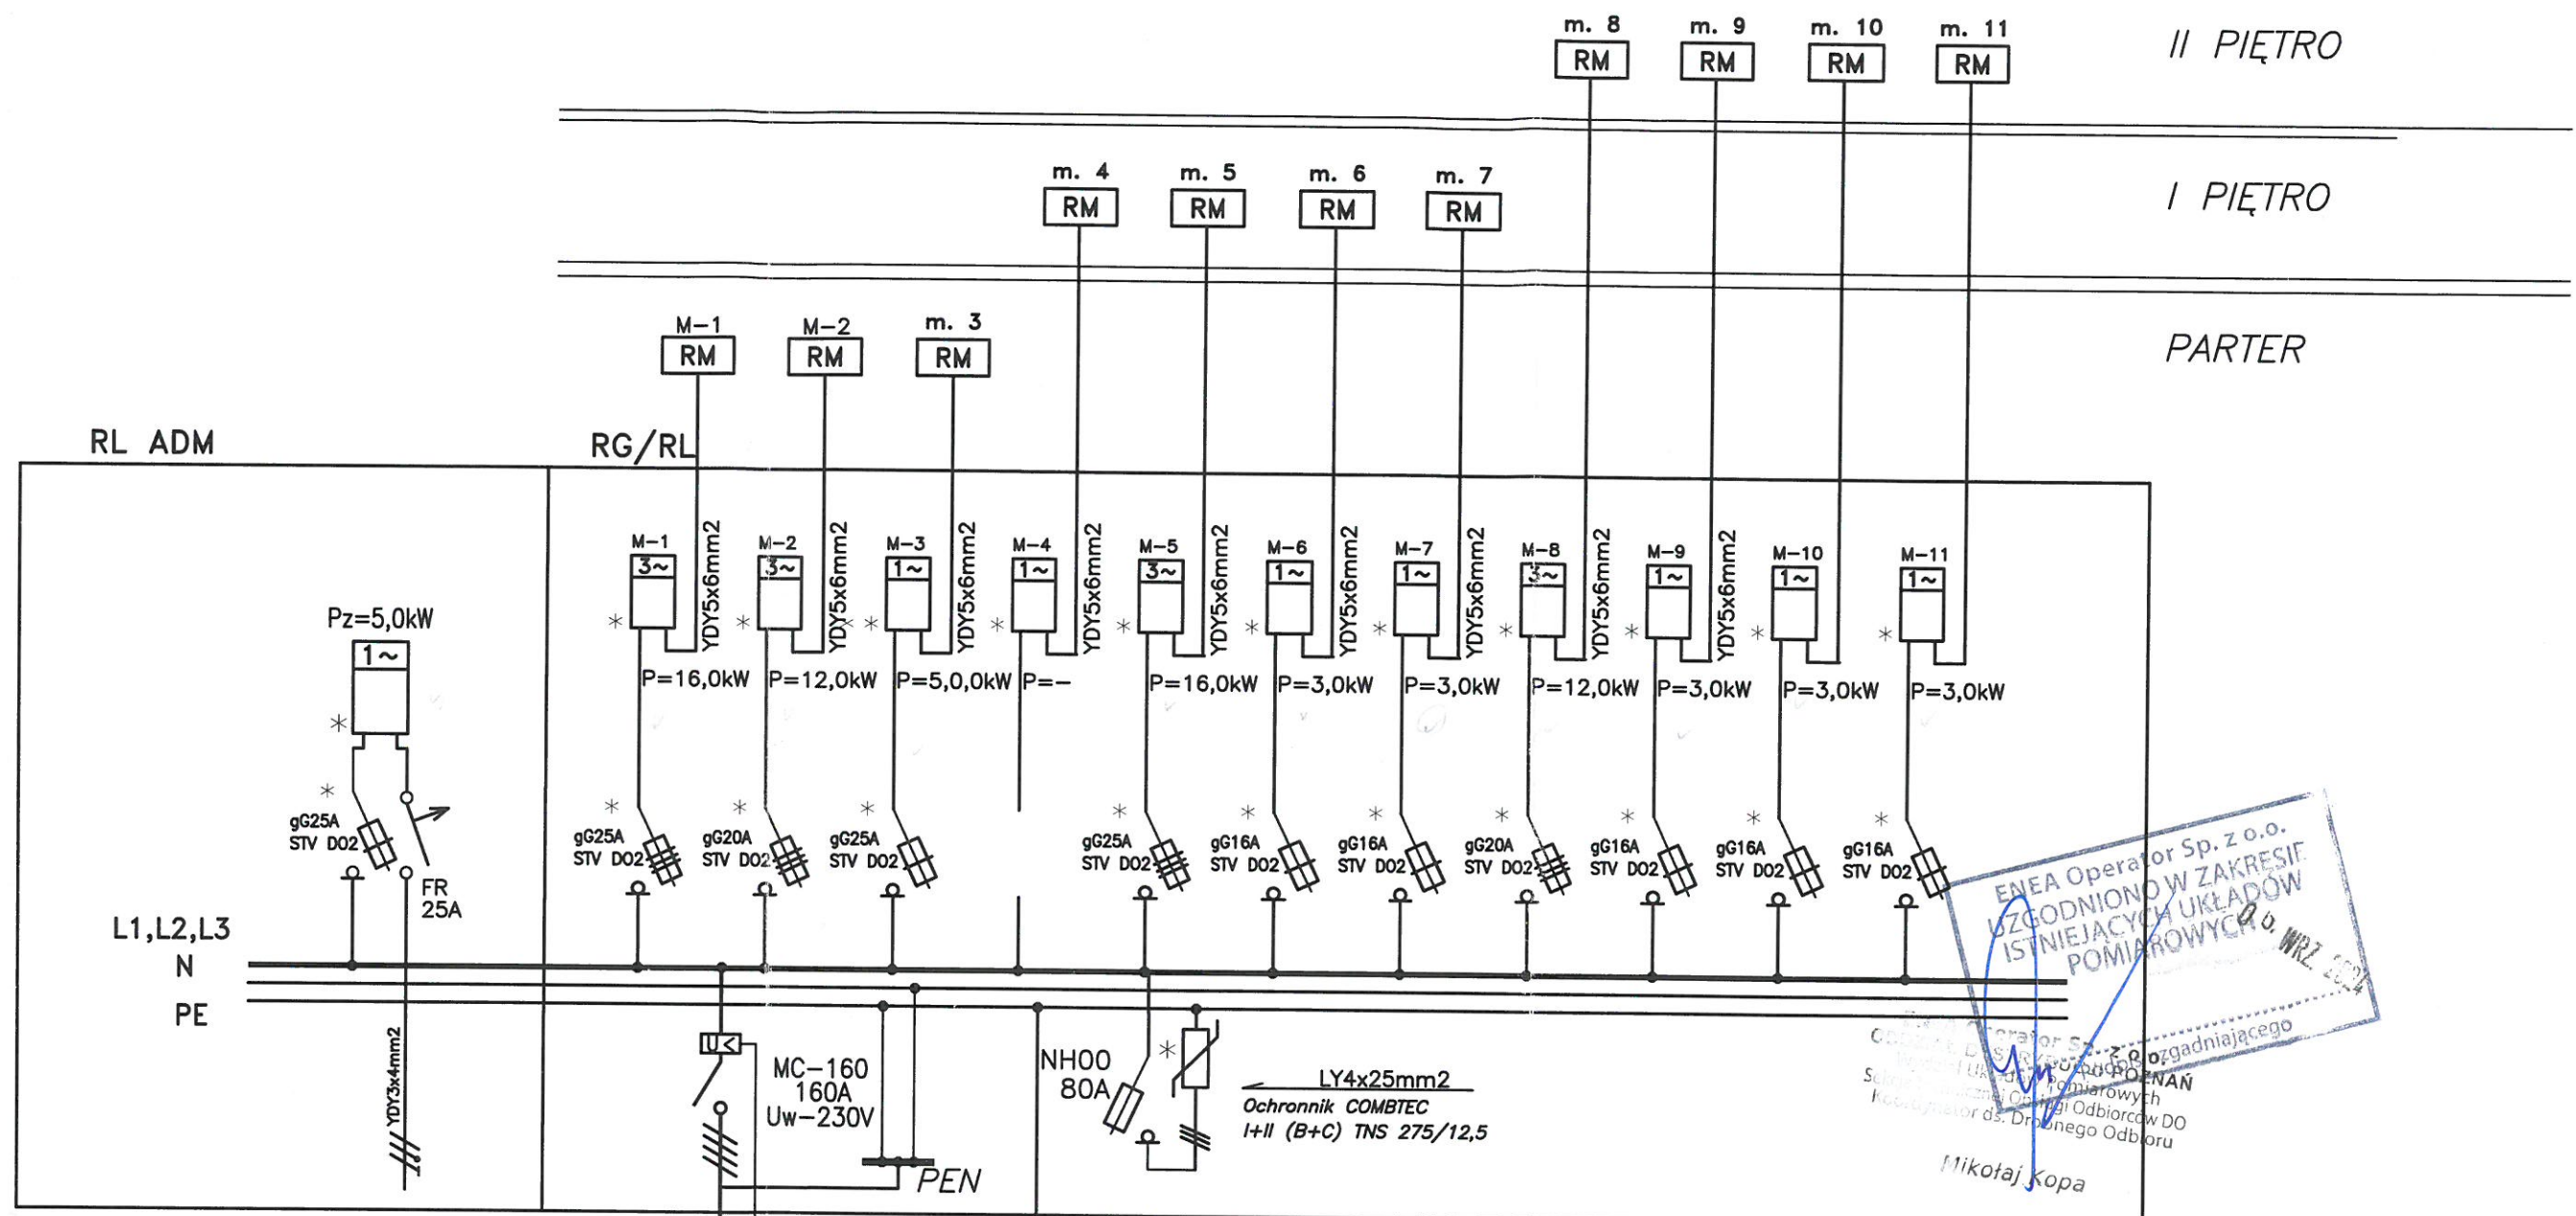 m. 8 m. 9 m. 10 m. 11
RM RM RM RM
II PIĘTRO
m. 4 m. 5 m. 6 m. 7
RM RM RM RM
I PIĘTRO
M-1 M-2 m. 3
RM RM RM
PARTER
RL ADM
RG/RL
M-1 M-2 M-3 M-4 M-5 M-6 M-7 M-8 M-9 M-10 M-11
3~ 3~ 1~ 1~ 3~ 1~ 1~ 3~ 1~ 1~ 1~
YDY5x6mm2 YDY5x6mm2 YDY5x6mm2 YDY5x6mm2 YDY5x6mm2 YDY5x6mm2 YDY5x6mm2 YDY5x6mm2 YDY5x6mm2
* * * * * * * * * * * *
Pz=5,0kW
1~
*
P=16,0kW P=12,0kW P=5,0,0kW P=- P=16,0kW P=3,0kW P=3,0kW P=12,0kW P=3,0kW P=3,0kW P=3,0kW
* * * * * * * * * * *
gG25A gG25A gG20A gG25A gG25A gG16A gG16A gG20A gG16A gG16A gG16A
STV DO2 STV DO2 STV DO2 STV DO2 STV DO2 STV DO2 STV DO2 STV DO2 STV DO2 STV DO2 STV DO2
FR
25A
L1,L2,L3
N
PE
YDY3x4mm2
U<
MC-160
160A
Uw-230V
PEN
NH00
80A
*
LY4x25mm2
Ochronnik COMBTEC
I+II (B+C) TNS 275/12,5
ENEA Operator Sp. z o.o.
UZGODNIONO W ZAKRESIE
ISTNIEJĄCYCH UKŁADÓW
POMIAROWYCH
WRZ.
Operator Sp. z o.o.
POZNAŃ
Pomiarowych
Odbiorców DO
Koordynator ds. Drobnego Odbioru
Mikołaj Kopa